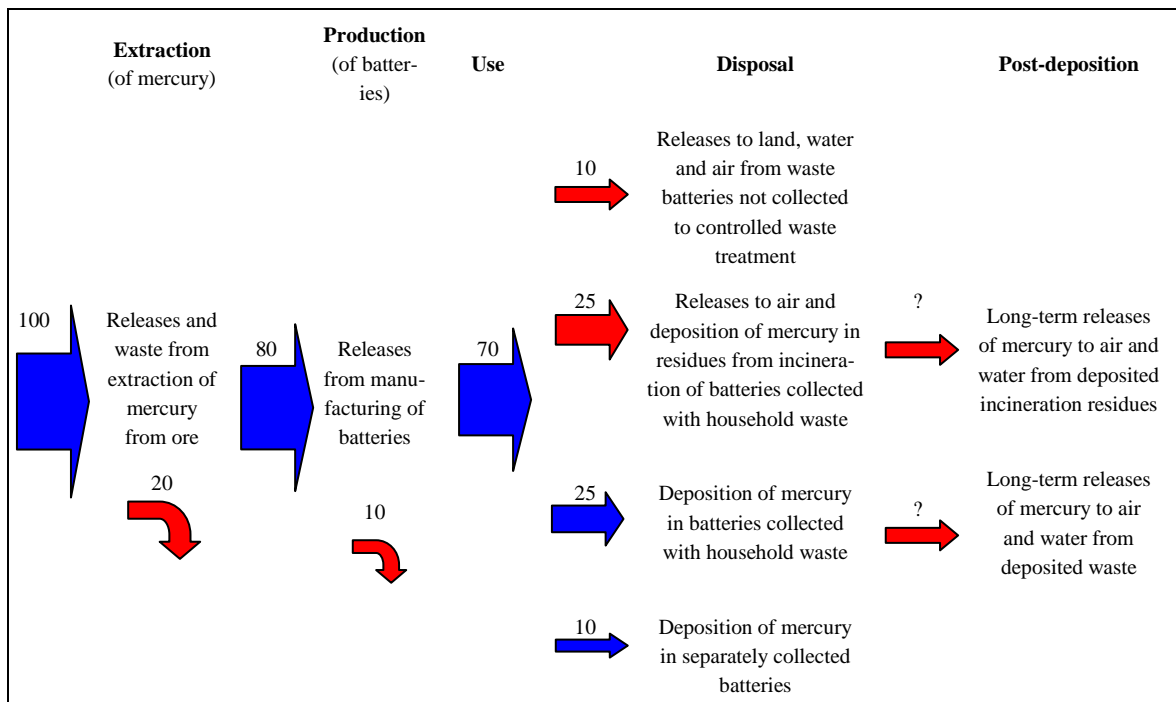 Extraction
(of mercury)
Production
(of batter-
ies)
Use
Disposal
Post-deposition
100
Releases and
waste from
extraction of
mercury
from ore
20
80
Releases
from manu-
facturing of
batteries
10
70
10
Releases to land, water
and air from waste
batteries not collected
to controlled waste
treatment
25
Releases to air and
deposition of mercury in
residues from incinera-
tion of batteries collected
with household waste
?
Long-term releases
of mercury to air and
water from deposited
incineration residues
25
Deposition of mercury
in batteries collected
with household waste
?
Long-term releases
of mercury to air
and water from
deposited waste
10
Deposition of mercury
in separately collected
batteries